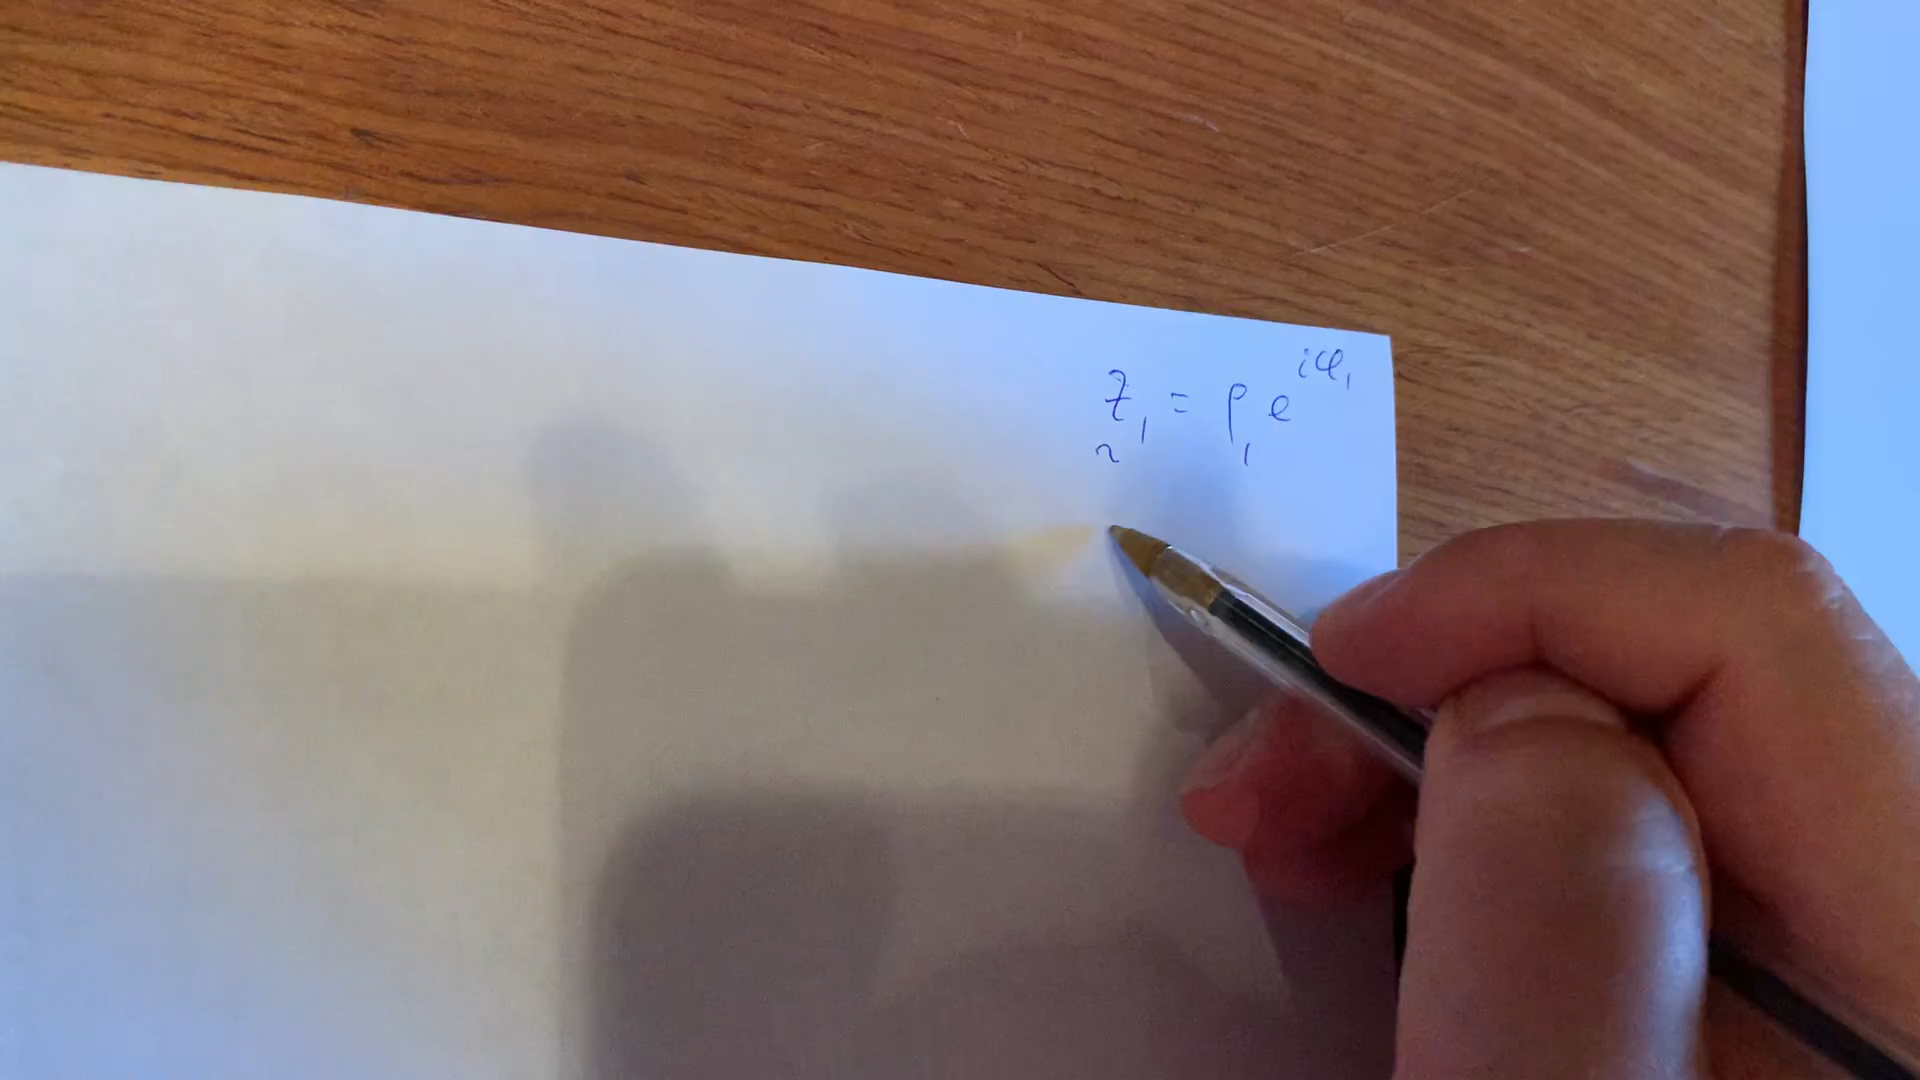 z₁ = ρ₁ e^{iφ₁}
~